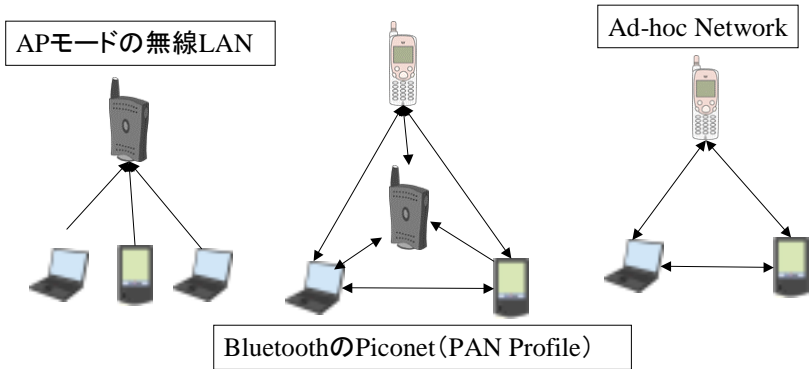 APモードの無線LAN
Ad-hoc Network
BluetoothのPiconet(PAN Profile)